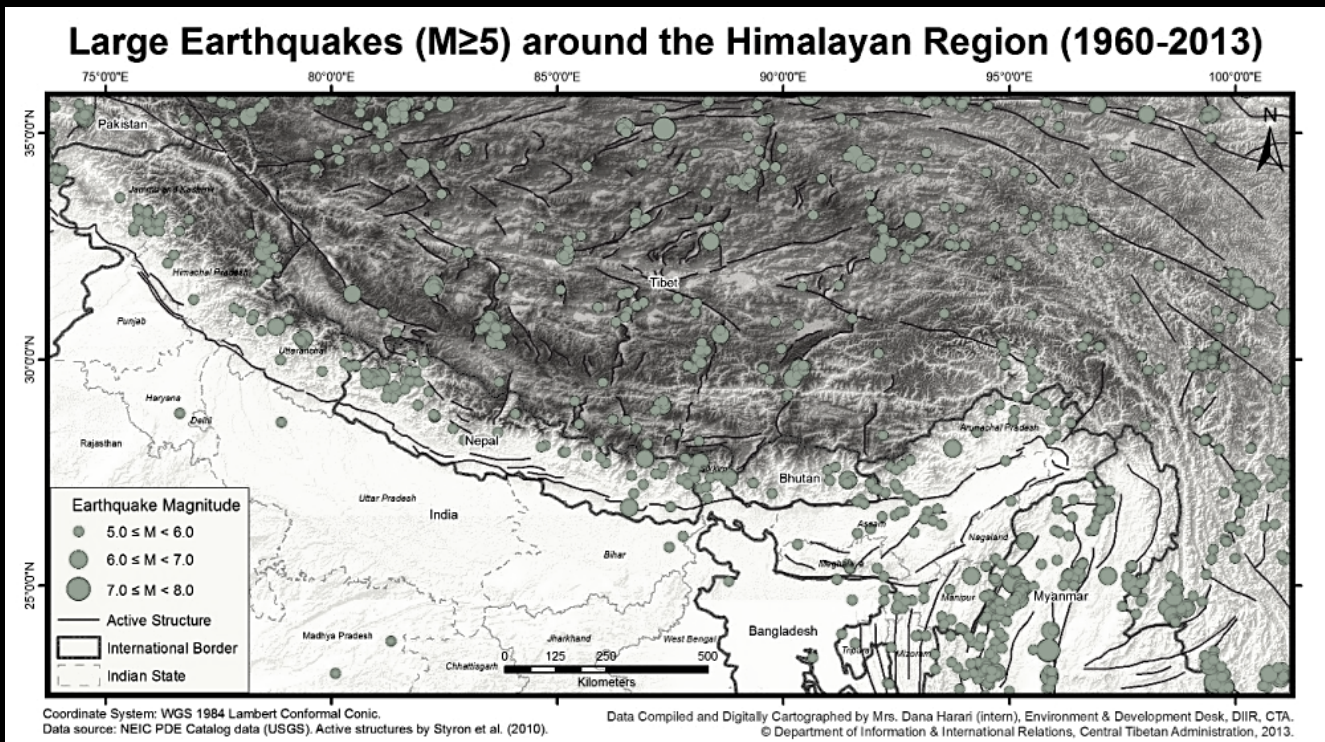 Large Earthquakes (M≥5) around the Himalayan Region (1960-2013)
75°0'0"E 80°0'0"E 85°0'0"E 90°0'0"E 95°0'0"E 100°0'0"E
N
35°0'0"N
Pakistan
Jammu and Kashmir
Himachal Pradesh
Tibet
Punjab
30°0'0"N
Uttaranchal
Haryana
Delhi
Rajasthan
Nepal
Arunachal Pradesh
Sikkim
Bhutan
Uttar Pradesh
India
Assam
Nagaland
Bihar
Meghalaya
25°0'0"N
Manipur
Myanmar
Bangladesh
Madhya Pradesh
Jharkhand
West Bengal
Tripura
Mizoram
Chhattisgarh
Earthquake Magnitude
5.0 ≤ M < 6.0
6.0 ≤ M < 7.0
7.0 ≤ M < 8.0
Active Structure
International Border
Indian State
0 125 250 500
Kilometers
Coordinate System: WGS 1984 Lambert Conformal Conic.
Data source: NEIC PDE Catalog data (USGS). Active structures by Styron et al. (2010).
Data Compiled and Digitally Cartographed by Mrs. Dana Harari (intern), Environment & Development Desk, DIIR, CTA.
© Department of Information & International Relations, Central Tibetan Administration, 2013.